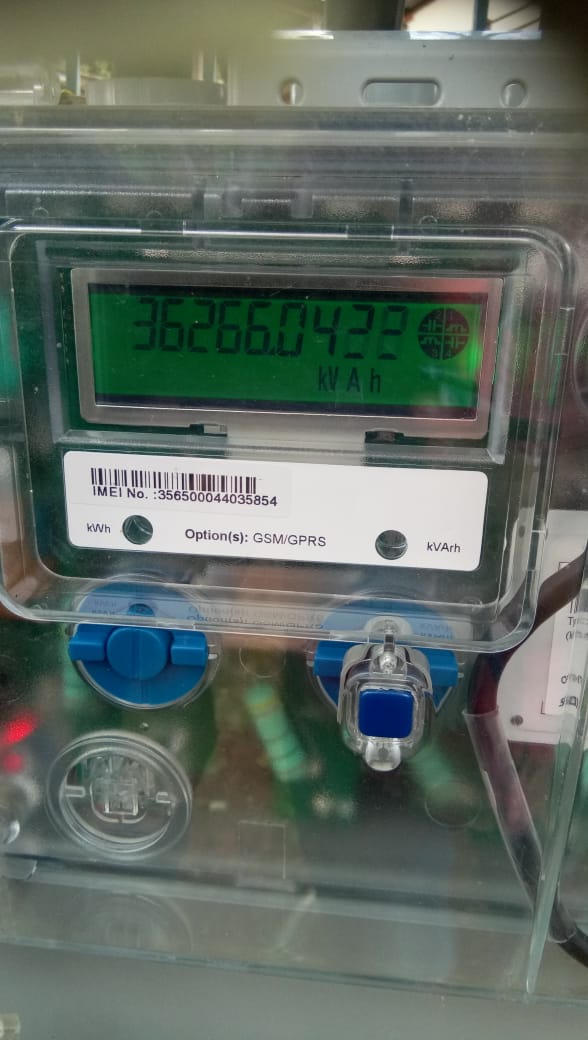 36266.0432
kVAh
IMEI No. :356500044035854
kWh
Option(s): GSM/GPRS
kVArh